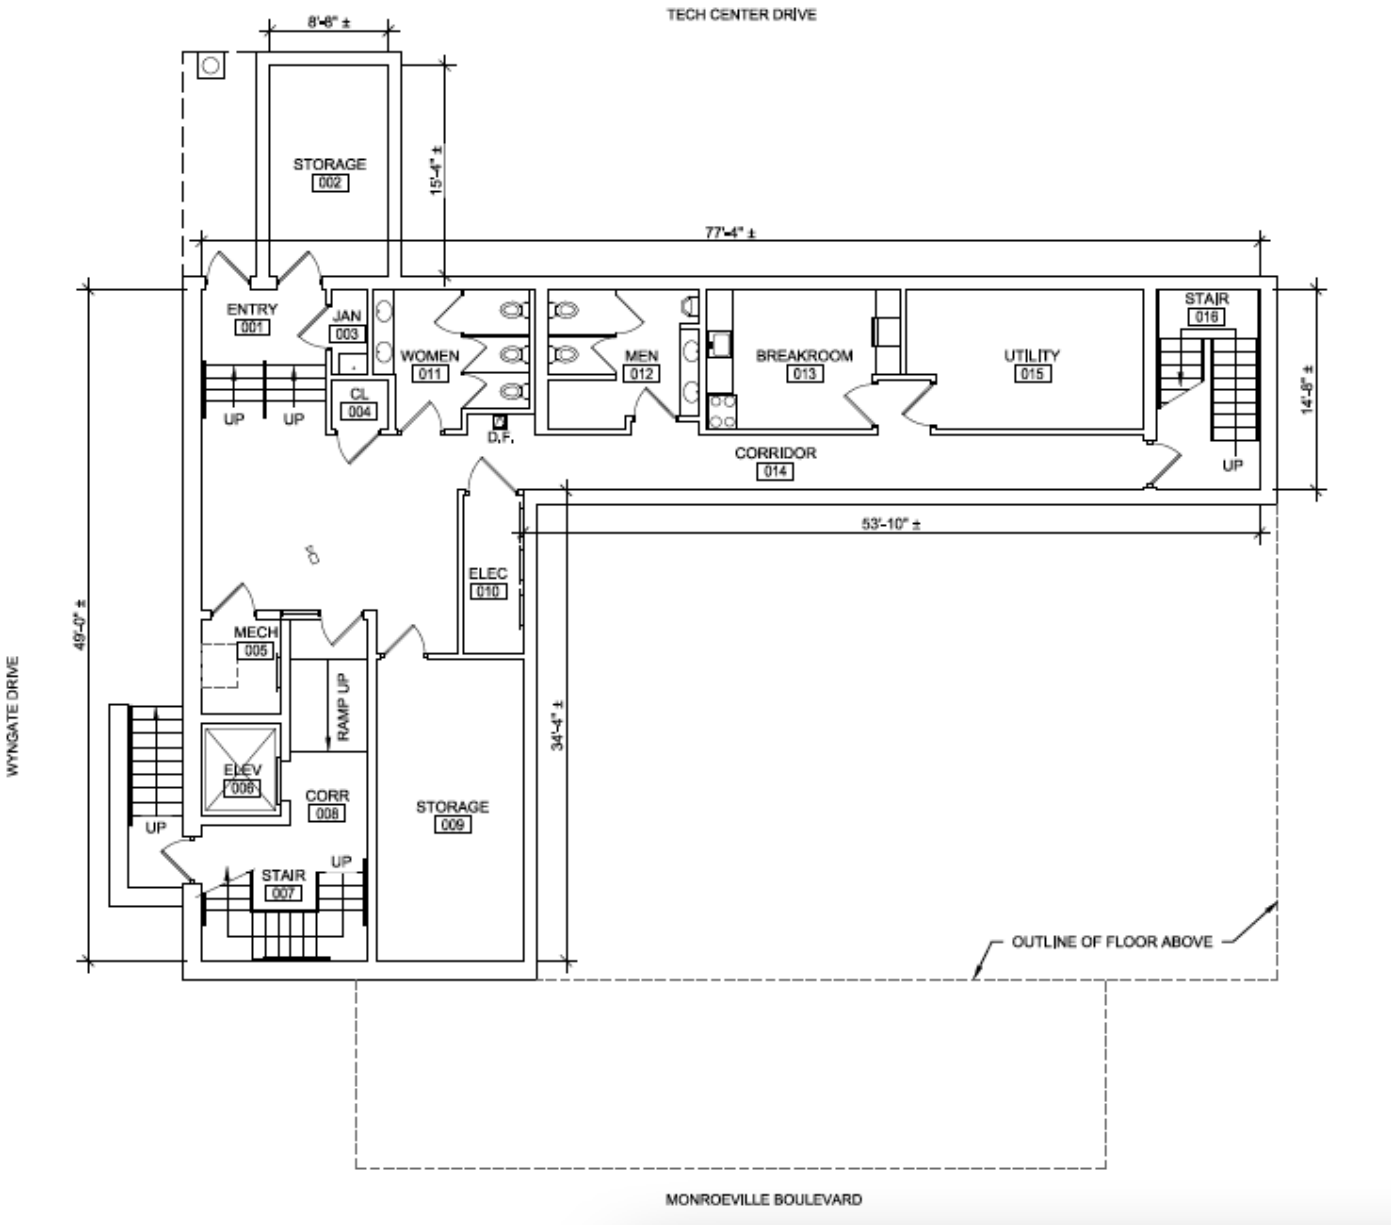 TECH CENTER DRIVE
8'-8" ±
STORAGE
002
15'-4" ±
77'-4" ±
ENTRY
001
JAN
003
WOMEN
011
CL
004
UP
UP
D.F.
MEN
012
BREAKROOM
013
UTILITY
015
STAIR
016
UP
14'-8" ±
CORRIDOR
014
53'-10" ±
ELEC
010
49'-0" ±
MECH
005
RAMP UP
34'-4" ±
WYNGATE DRIVE
ELEV
006
CORR
008
STORAGE
009
UP
UP
STAIR
007
OUTLINE OF FLOOR ABOVE
MONROEVILLE BOULEVARD